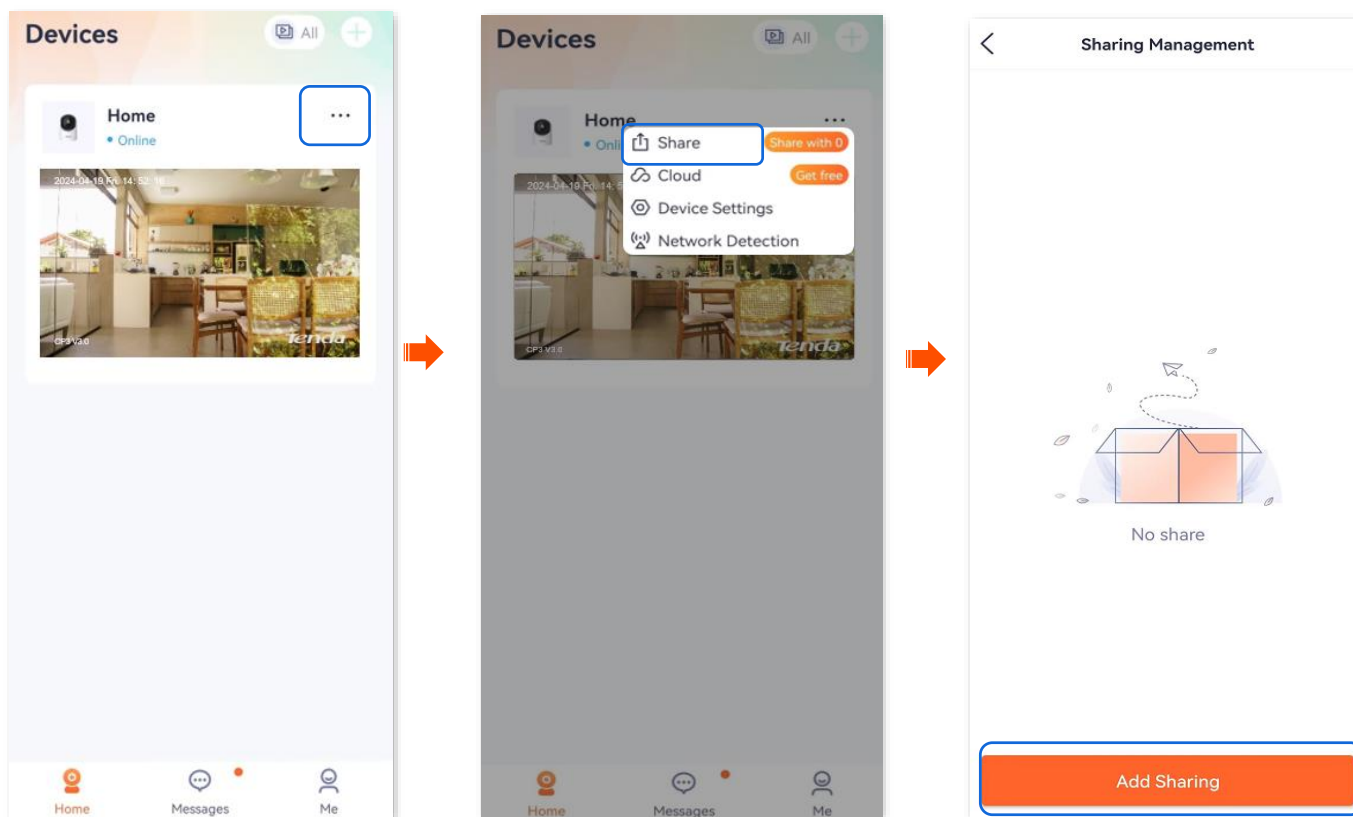 Devices
All
Home
• Online
2024-04-19 Fri. 14: 52: 16
CP3 V3.0
Tenda
Home
Messages
Me
Devices
All
Home
Share
Share with 0
Cloud
Get free
Device Settings
Network Detection
CP3 V3.0
Tenda
Home
Messages
Me
Sharing Management
No share
Add Sharing